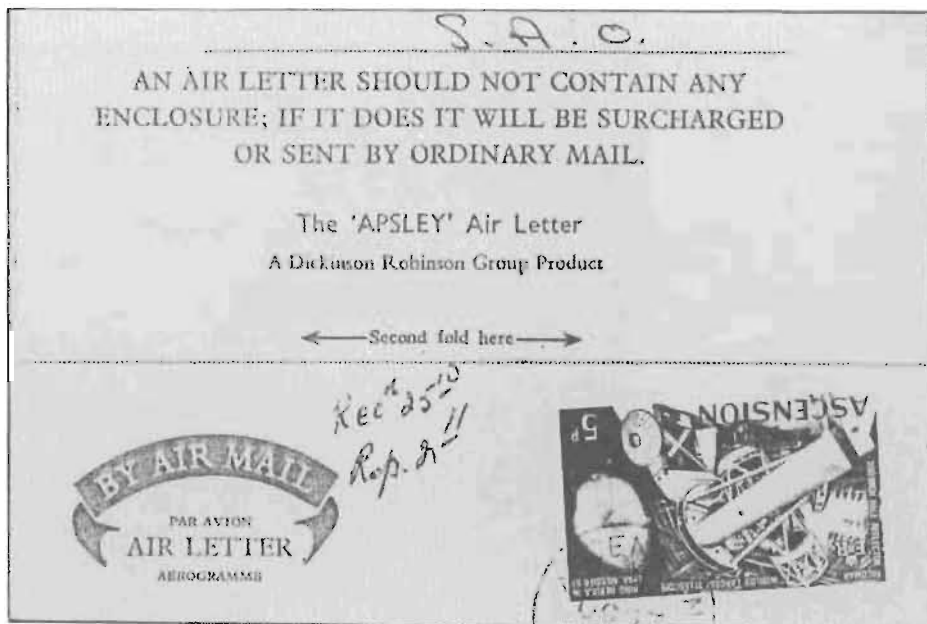 S.A.O.
AN AIR LETTER SHOULD NOT CONTAIN ANY
ENCLOSURE; IF IT DOES IT WILL BE SURCHARGED
OR SENT BY ORDINARY MAIL.
The 'APSLEY' Air Letter
A Dickinson Robinson Group Product
Second fold here
Rec
BY AIR MAIL
PAR AVION
AIR LETTER
AEROGRAMME
ASCENSION
5P